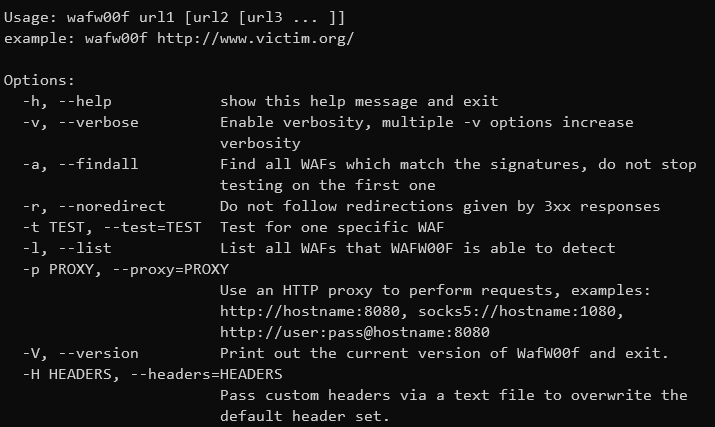 Usage: wafw00f url1 [url2 [url3 ... ]]
example: wafw00f http://www.victim.org/
Options:
-h, --help show this help message and exit
-v, --verbose Enable verbosity, multiple -v options increase
verbosity
-a, --findall Find all WAFs which match the signatures, do not stop
testing on the first one
-r, --noredirect Do not follow redirections given by 3xx responses
-t TEST, --test=TEST Test for one specific WAF
-l, --list List all WAFs that WAFW00F is able to detect
-p PROXY, --proxy=PROXY
Use an HTTP proxy to perform requests, examples:
http://hostname:8080, socks5://hostname:1080,
http://user:pass@hostname:8080
-V, --version Print out the current version of WafW00f and exit.
-H HEADERS, --headers=HEADERS
Pass custom headers via a text file to overwrite the
default header set.